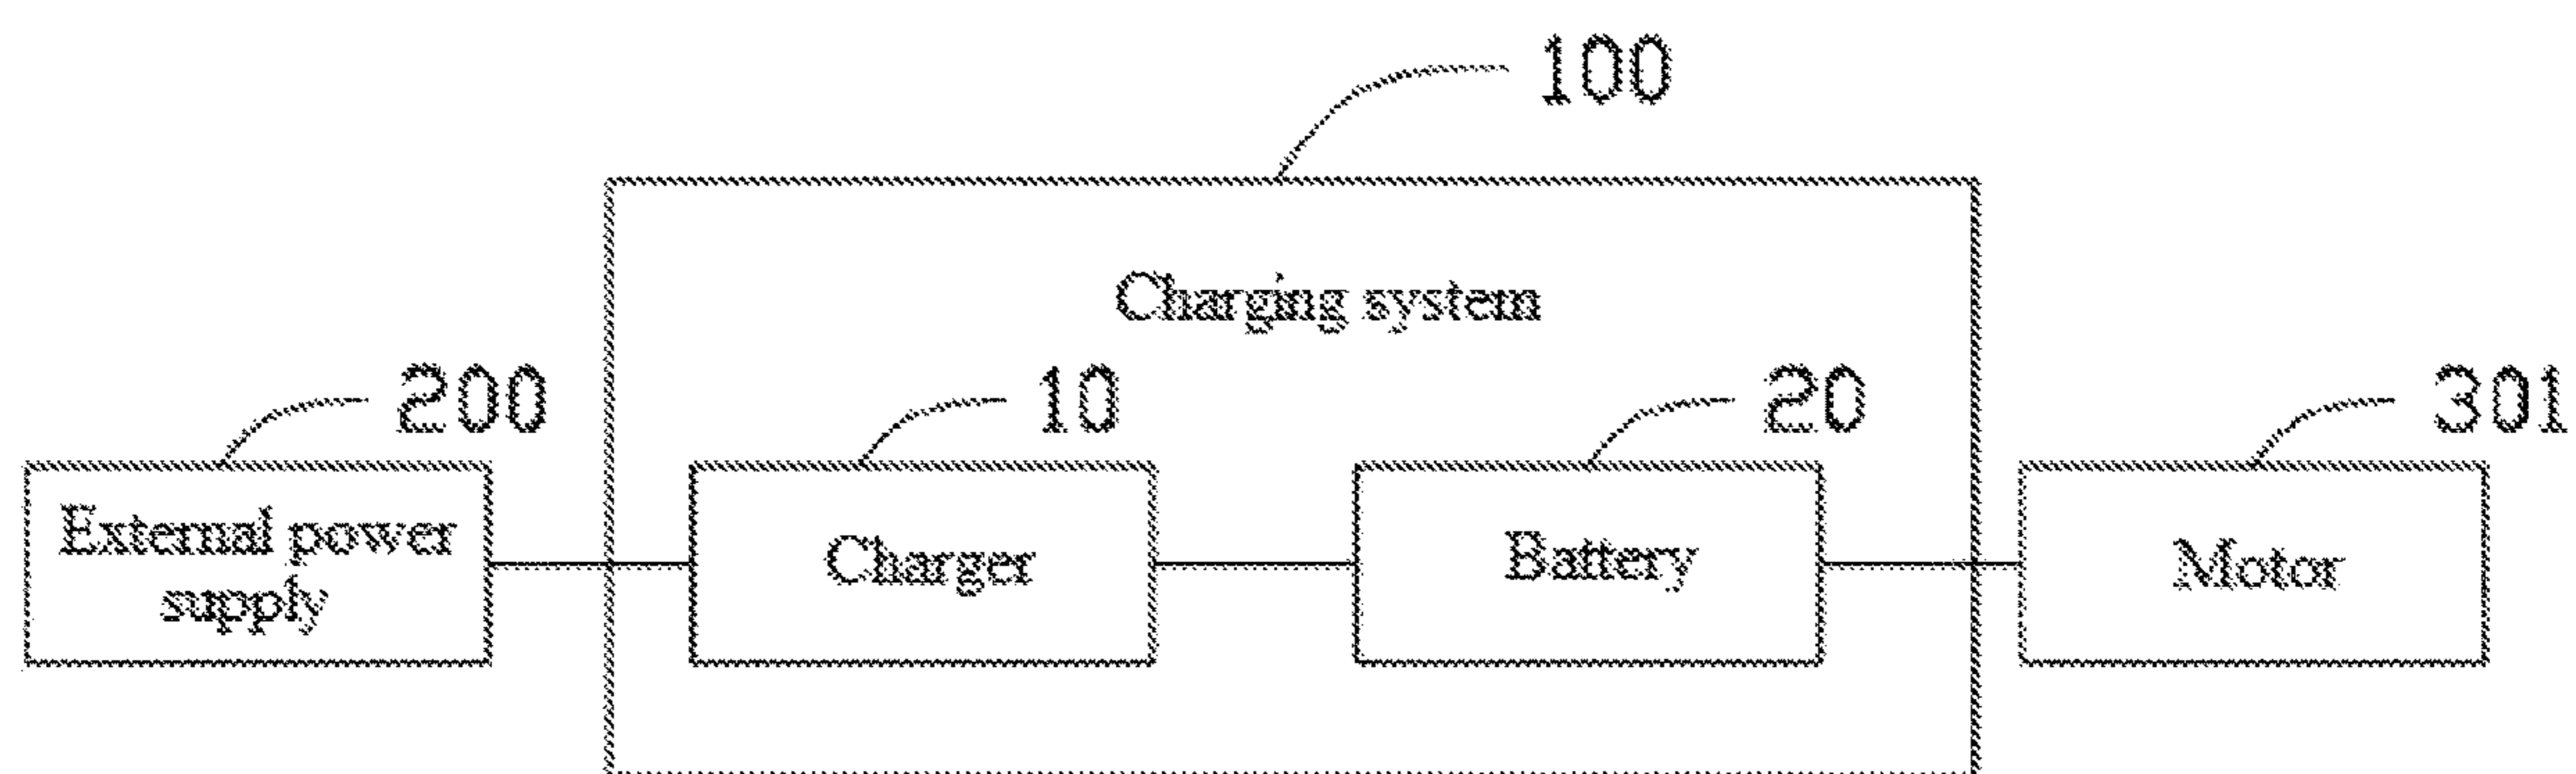 100
Charging system
200
10
20
301
External power
supply
Charger
Battery
Motor